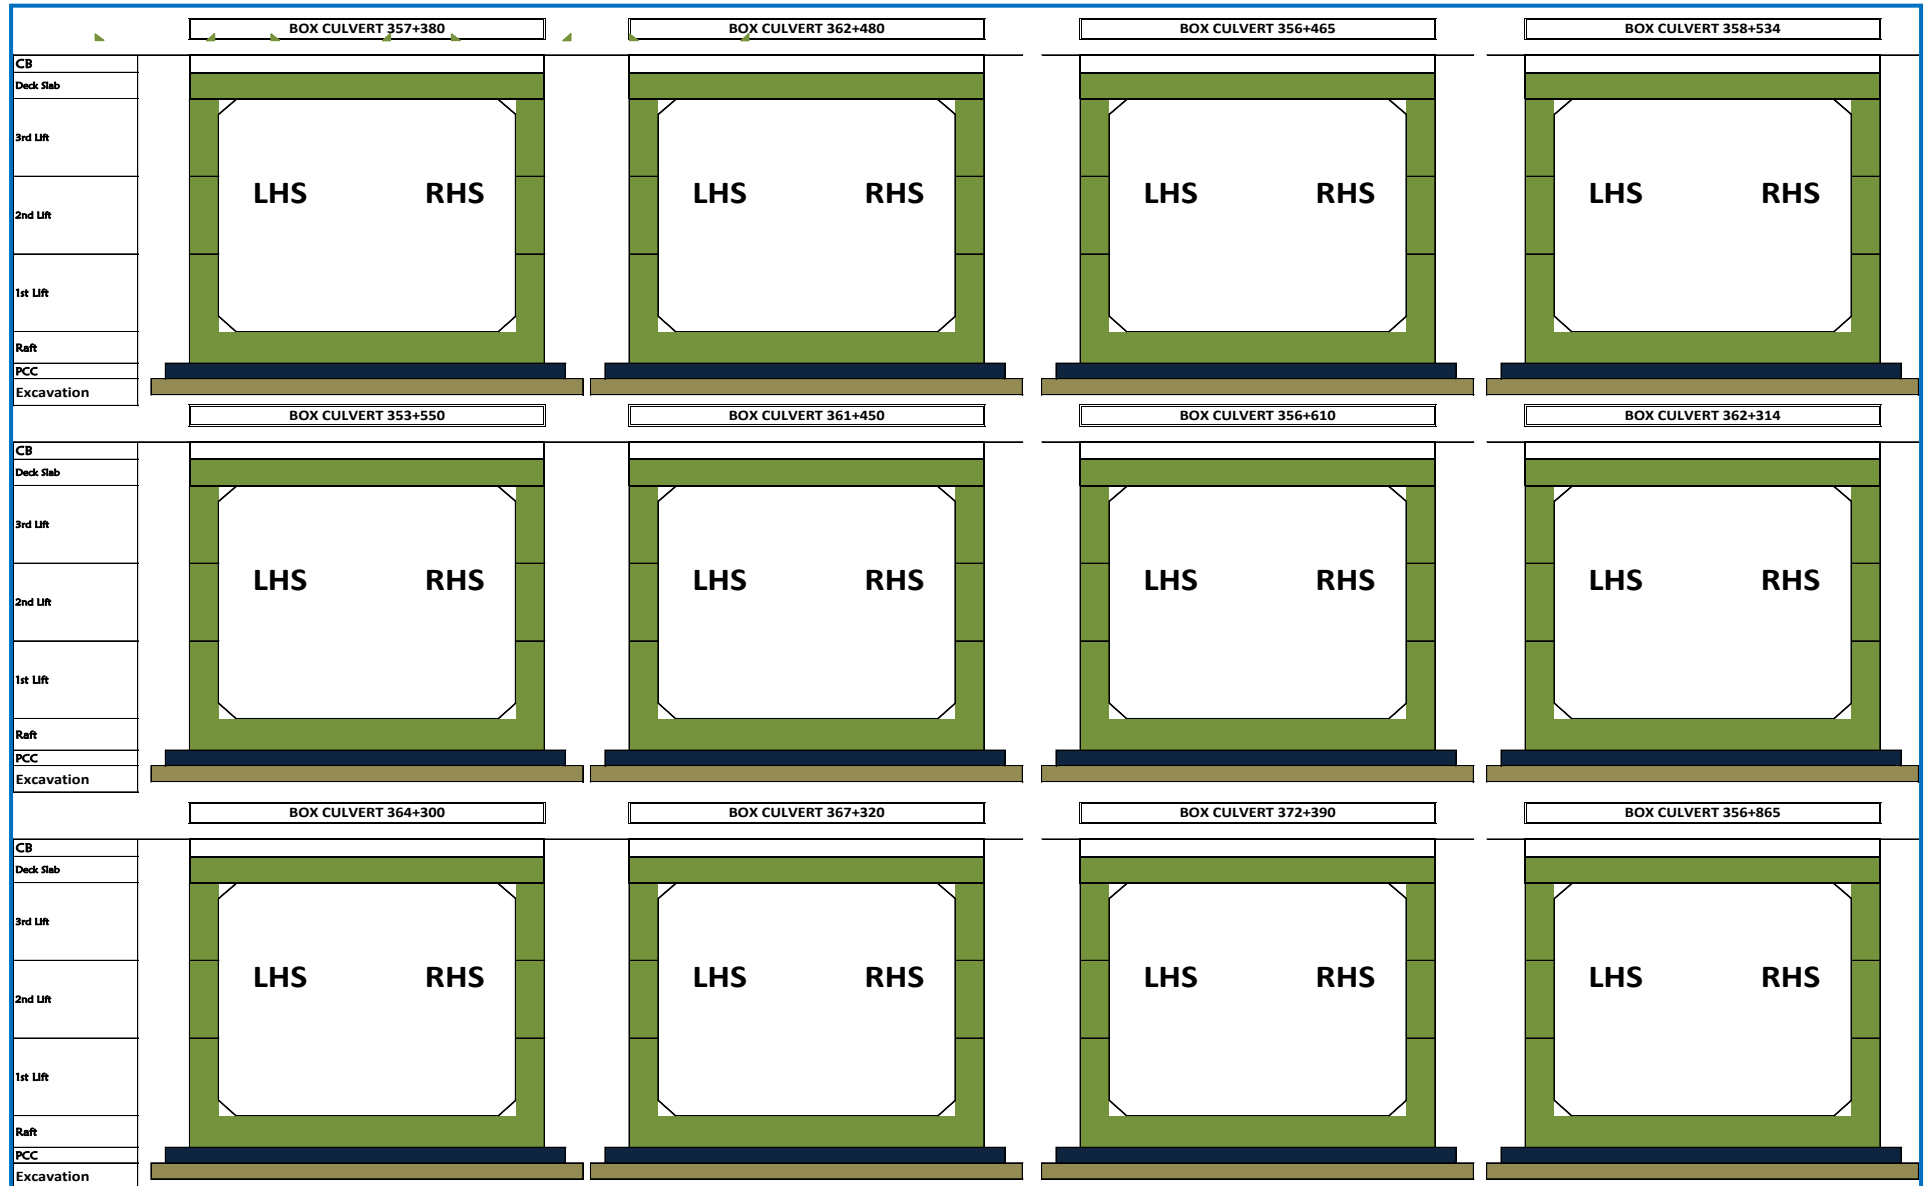 BOX CULVERT 357+380 BOX CULVERT 362+480 BOX CULVERT 356+465 BOX CULVERT 358+534
CB
Deck Slab
3rd Lift
LHS RHS LHS RHS LHS RHS LHS RHS
2nd Lift
1st Lift
Raft
PCC
Excavation
BOX CULVERT 353+550 BOX CULVERT 361+450 BOX CULVERT 356+610 BOX CULVERT 362+314
CB
Deck Slab
3rd Lift
LHS RHS LHS RHS LHS RHS LHS RHS
2nd Lift
1st Lift
Raft
PCC
Excavation
BOX CULVERT 364+300 BOX CULVERT 367+320 BOX CULVERT 372+390 BOX CULVERT 356+865
CB
Deck Slab
3rd Lift
LHS RHS LHS RHS LHS RHS LHS RHS
2nd Lift
1st Lift
Raft
PCC
Excavation